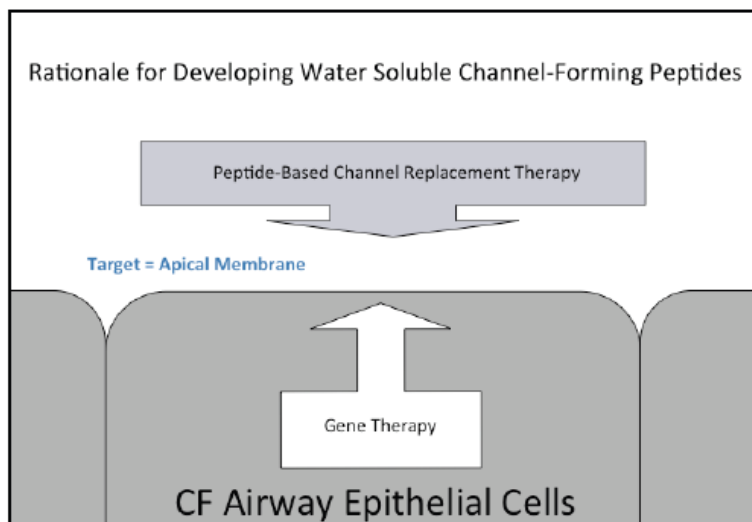 Rationale for Developing Water Soluble Channel-Forming Peptides
Peptide-Based Channel Replacement Therapy
Target = Apical Membrane
Gene Therapy
CF Airway Epithelial Cells